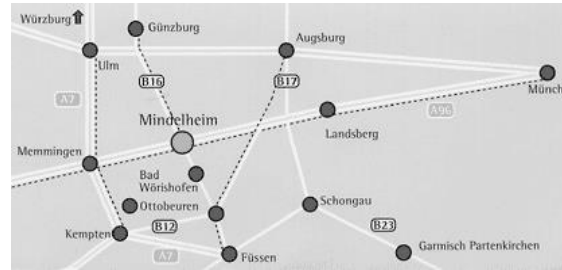 Würzburg
Günzburg
Augsburg
Ulm
B16
B17
Münch
A7
A96
Mindelheim
Landsberg
Memmingen
Bad
Wörishofen
Ottobeuren
Schongau
B12
B23
Kempten
Garmisch Partenkirchen
A7
Füssen